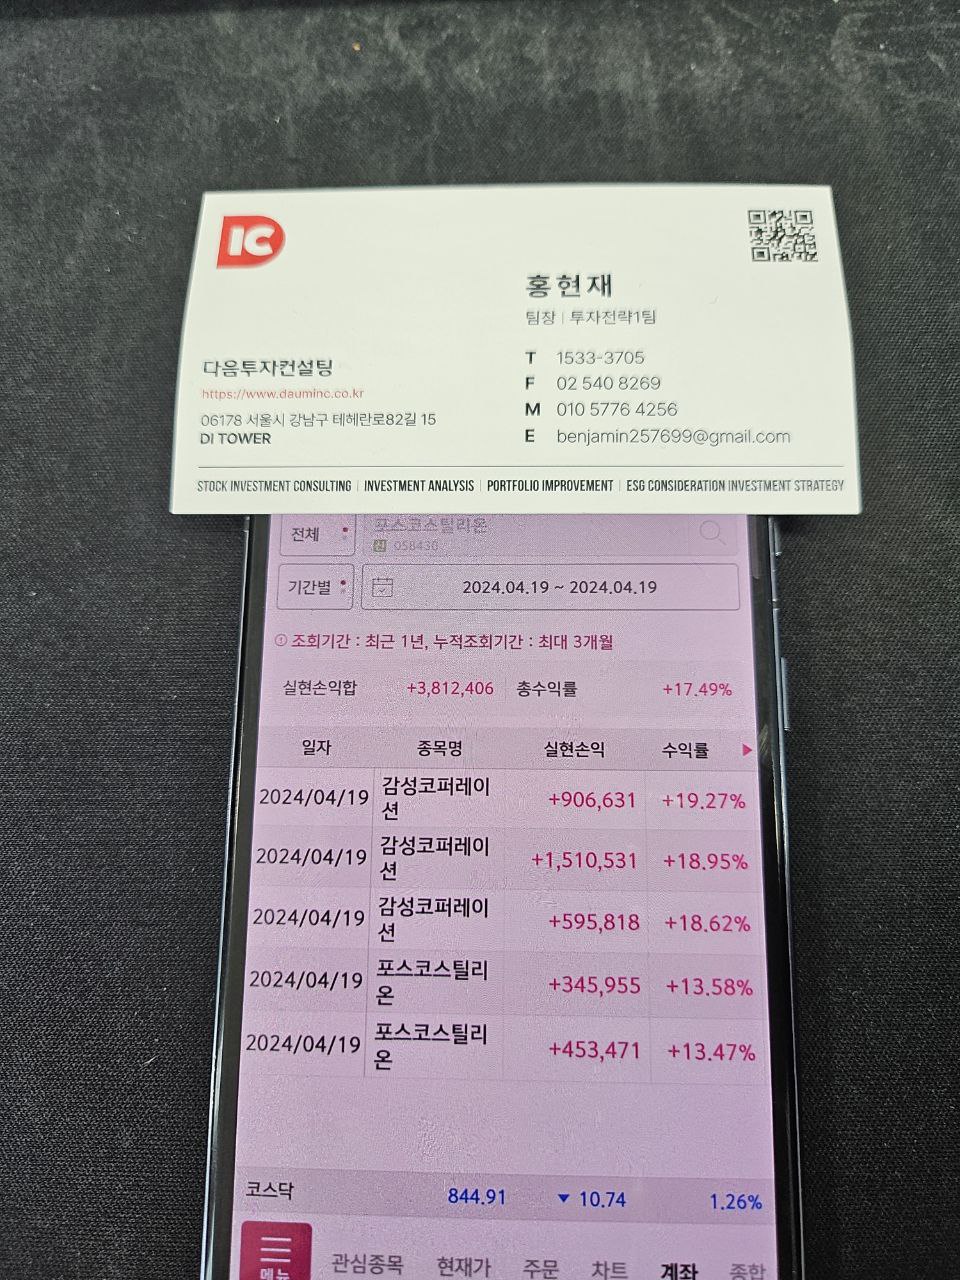 IC
홍현재
팀장 | 투자전략1팀
다음투자컨설팅
https://www.dauminc.co.kr
06178 서울시 강남구 테헤란로82길 15
DI TOWER
T 1533-3705
F 02 540 8269
M 010 5776 4256
E benjamin257699@gmail.com
STOCK INVESTMENT CONSULTING | INVESTMENT ANALYSIS | PORTFOLIO IMPROVEMENT | ESG CONSIDERATION INVESTMENT STRATEGY
전체 포스코스틸리온
신 058430
기간별 2024.04.19 ~ 2024.04.19
조회기간 : 최근 1년, 누적조회기간 : 최대 3개월
실현손익합 +3,812,406 총수익률 +17.49%
일자 종목명 실현손익 수익률
2024/04/19 감성코퍼레이션 +906,631 +19.27%
2024/04/19 감성코퍼레이션 +1,510,531 +18.95%
2024/04/19 감성코퍼레이션 +595,818 +18.62%
2024/04/19 포스코스틸리온 +345,955 +13.58%
2024/04/19 포스코스틸리온 +453,471 +13.47%
코스닥 844.91 ▼ 10.74 1.26%
메뉴 관심종목 현재가 주문 차트 계좌 종합